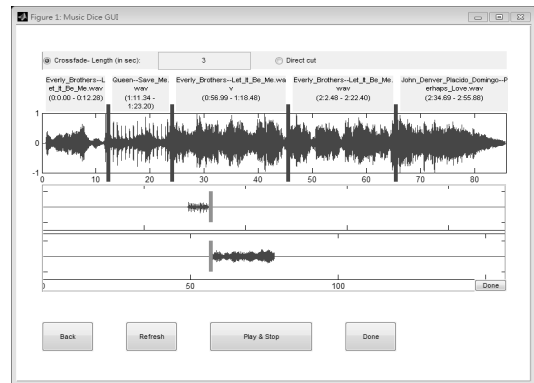 Figure 1: Music Dice GUI
Crossfade- Length (in sec):
3
Direct cut
Everly_Brothers--L
et_It_Be_Me.wav
(0:0.00 - 0:12.28)
Queen--Save_Me.
wav
(1:11.34 -
1:23.20)
Everly_Brothers--Let_It_Be_Me.wa
v
(0:56.99 - 1:18.48)
Everly_Brothers--Let_It_Be_Me.
wav
(2:2.48 - 2:22.40)
John_Denver_Placido_Domingo--P
erhaps_Love.wav
(2:34.69 - 2:55.88)
1
0
-1
0 10 20 30 40 50 60 70 80
0 50 100
Done
Back
Refresh
Play & Stop
Done